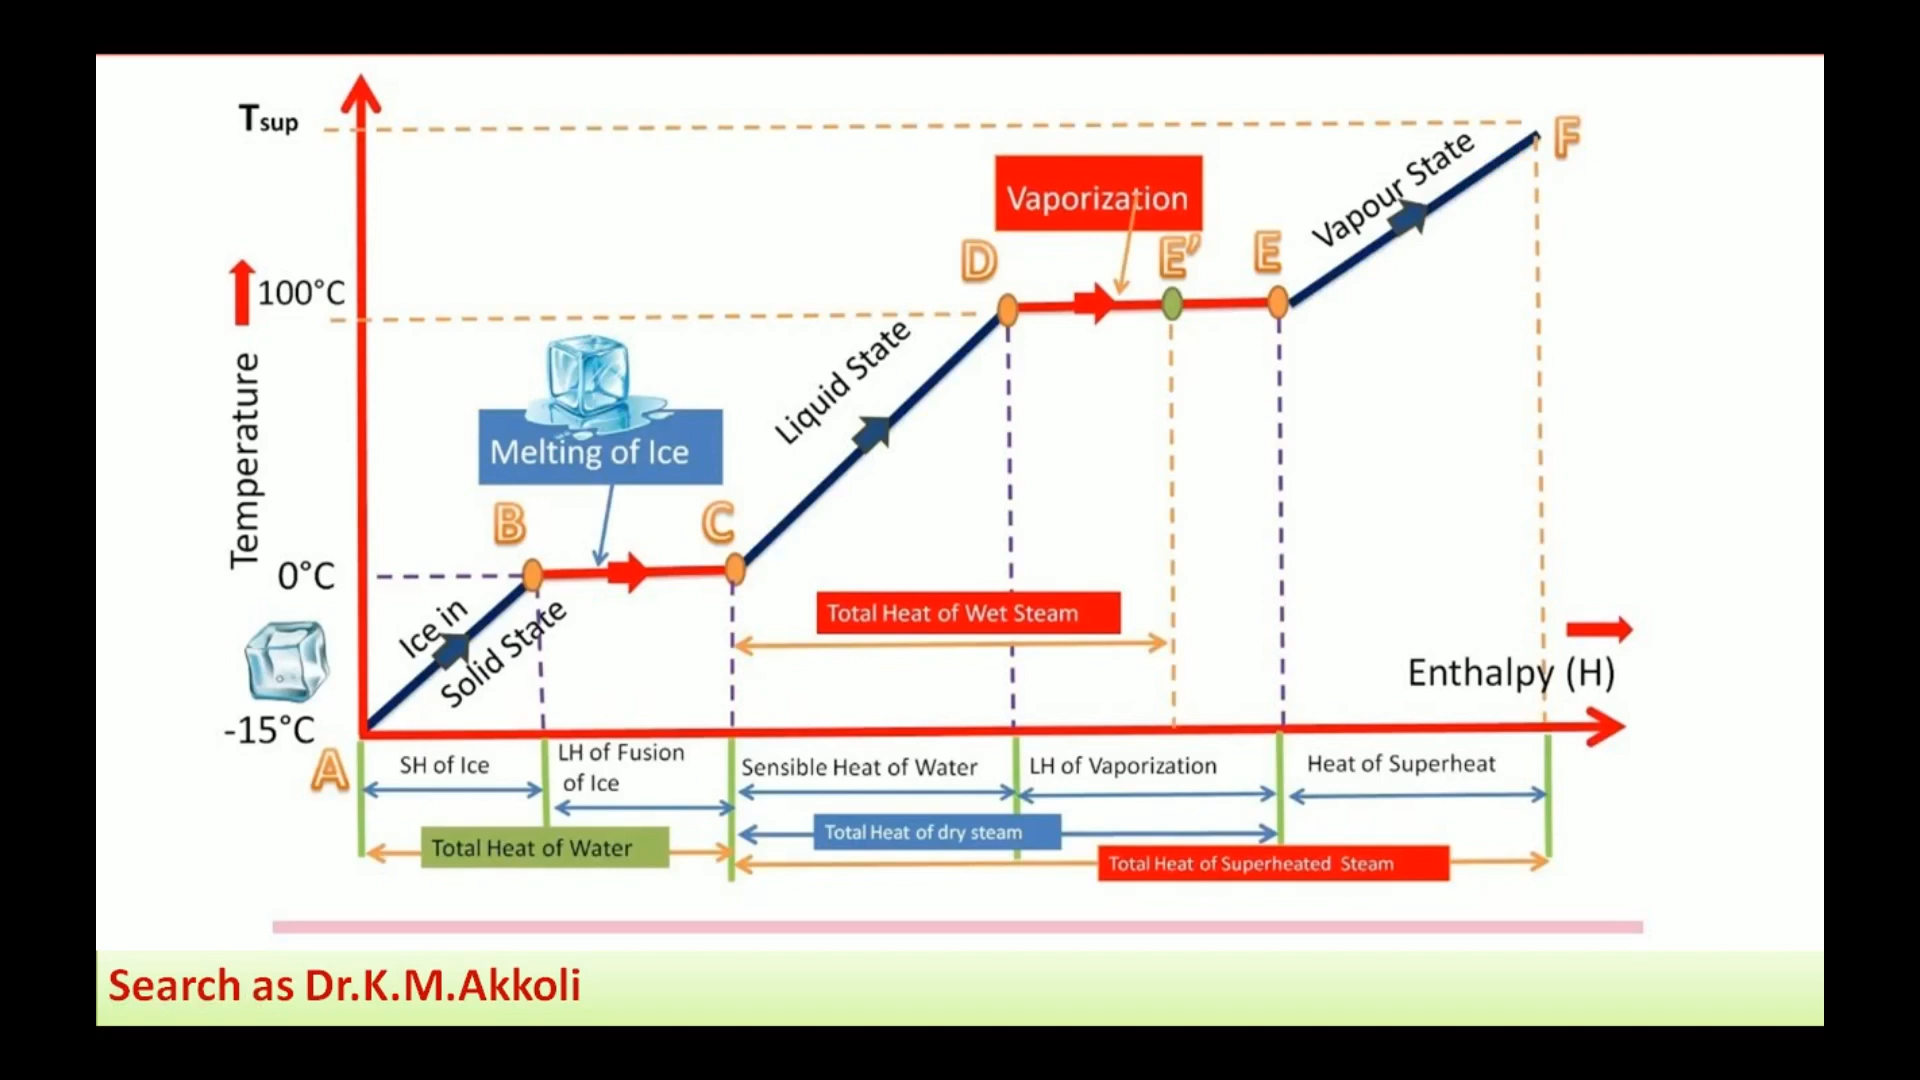 Tsup
F
Vapour State
Vaporization
D
E’
E
100°C
Liquid State
Temperature
Melting of Ice
B
C
0°C
Ice in
Solid State
Total Heat of Wet Steam
Enthalpy (H)
-15°C
A
SH of Ice
LH of Fusion
of Ice
Sensible Heat of Water
LH of Vaporization
Heat of Superheat
Total Heat of dry steam
Total Heat of Water
Total Heat of Superheated Steam
Search as Dr.K.M.Akkoli